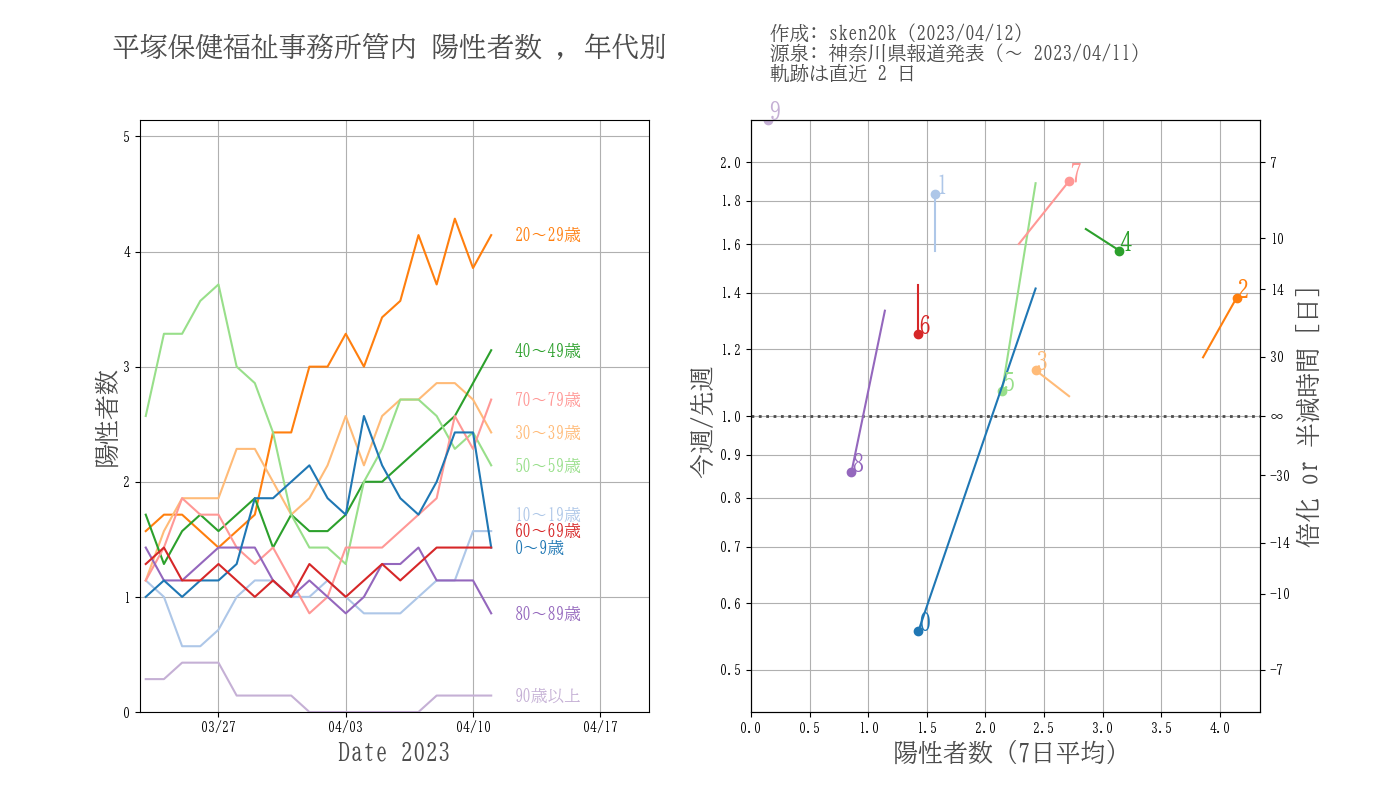 平塚保健福祉事務所管内 陽性者数 , 年代別
作成: sken20k (2023/04/12)
源泉: 神奈川県報道発表 (～ 2023/04/11)
軌跡は直近 2 日
陽性者数
5
4
3
2
1
0
20～29歳
40～49歳
70～79歳
30～39歳
50～59歳
10～19歳
60～69歳
0～9歳
80～89歳
90歳以上
03/27
04/03
04/10
04/17
Date 2023
今週/先週
2.0
1.8
1.6
1.4
1.2
1.0
0.9
0.8
0.7
0.6
0.5
9
1
7
4
2
6
3
5
8
0
0.0
0.5
1.0
1.5
2.0
2.5
3.0
3.5
4.0
陽性者数 (7日平均)
7
10
14
30
∞
−30
−14
−10
−7
倍化 or 半減時間 [日]